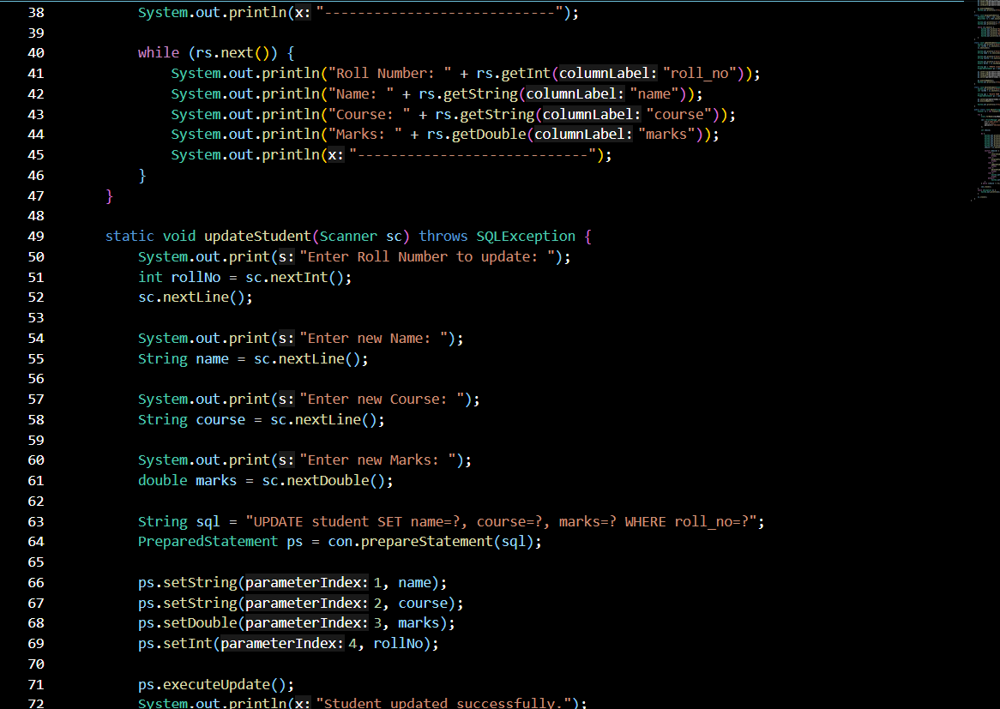 38 System.out.println(x: "----------------------------");
39
40 while (rs.next()) {
41 System.out.println("Roll Number: " + rs.getInt(columnLabel: "roll_no"));
42 System.out.println("Name: " + rs.getString(columnLabel: "name"));
43 System.out.println("Course: " + rs.getString(columnLabel: "course"));
44 System.out.println("Marks: " + rs.getDouble(columnLabel: "marks"));
45 System.out.println(x: "----------------------------");
46 }
47 }
48
49 static void updateStudent(Scanner sc) throws SQLException {
50 System.out.print(s: "Enter Roll Number to update: ");
51 int rollNo = sc.nextInt();
52 sc.nextLine();
53
54 System.out.print(s: "Enter new Name: ");
55 String name = sc.nextLine();
56
57 System.out.print(s: "Enter new Course: ");
58 String course = sc.nextLine();
59
60 System.out.print(s: "Enter new Marks: ");
61 double marks = sc.nextDouble();
62
63 String sql = "UPDATE student SET name=?, course=?, marks=? WHERE roll_no=?";
64 PreparedStatement ps = con.prepareStatement(sql);
65
66 ps.setString(parameterIndex: 1, name);
67 ps.setString(parameterIndex: 2, course);
68 ps.setDouble(parameterIndex: 3, marks);
69 ps.setInt(parameterIndex: 4, rollNo);
70
71 ps.executeUpdate();
72 System.out.println(x: "Student updated successfully.");